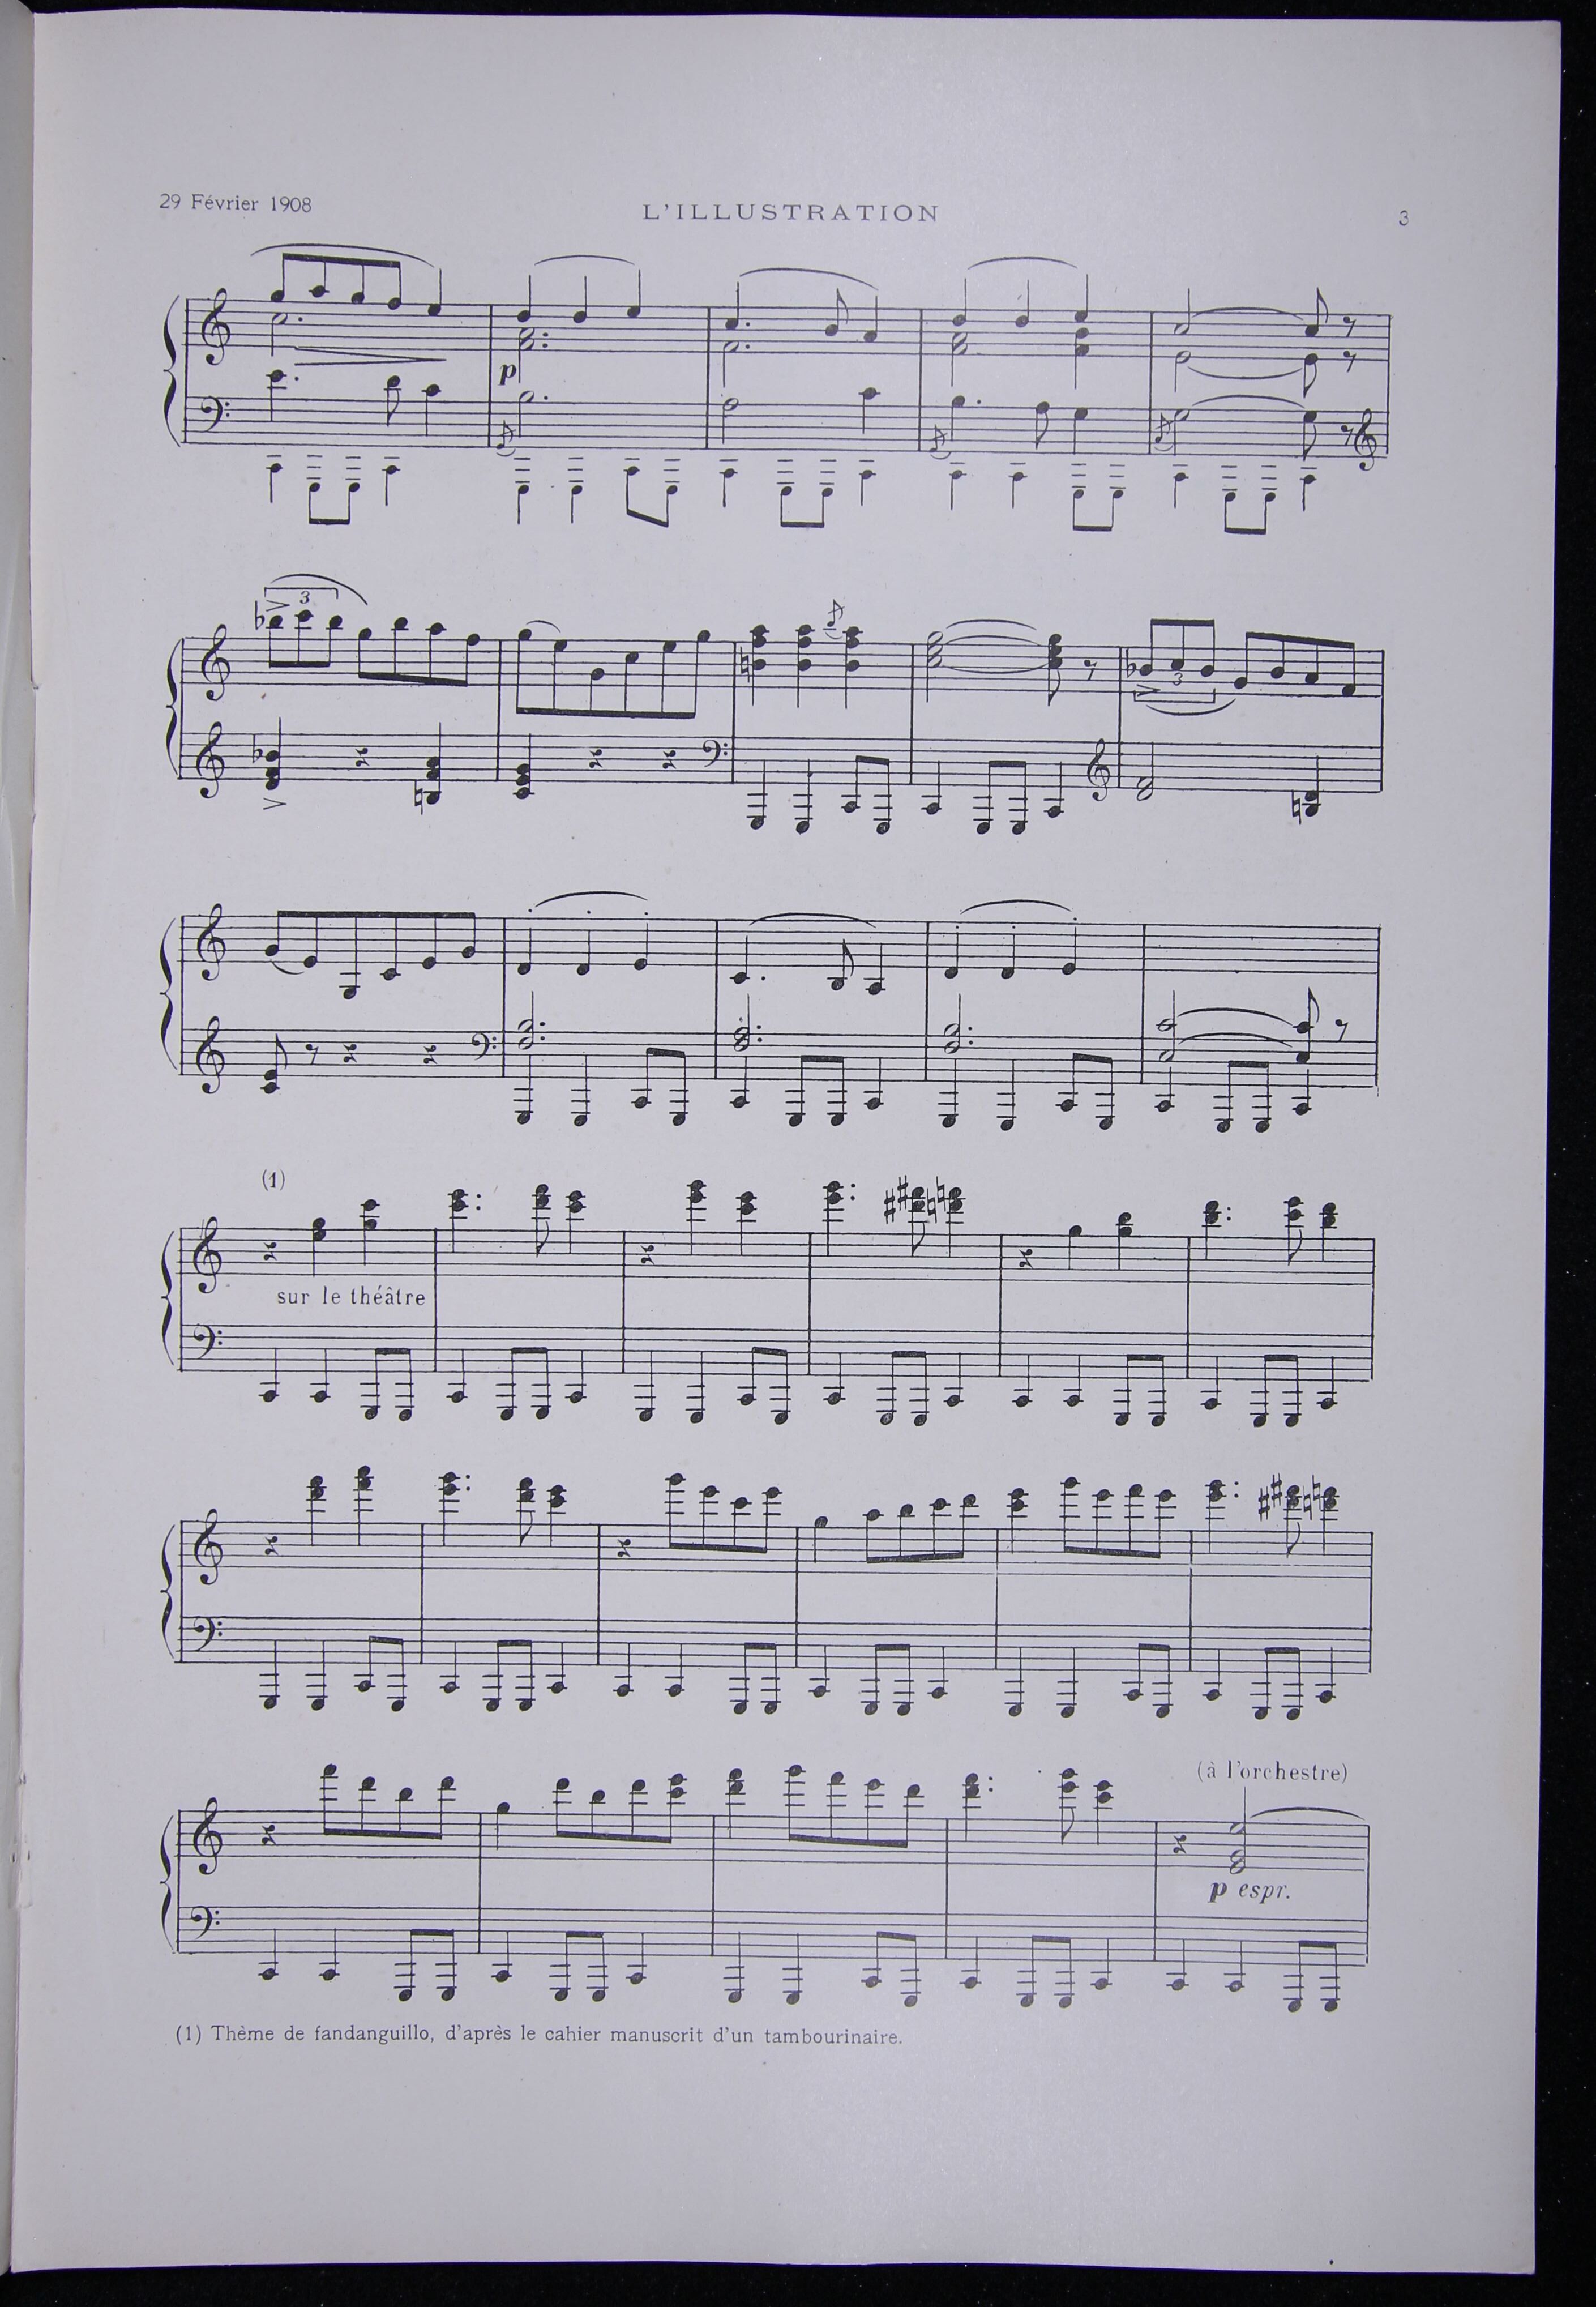 29 Février 1908
L'ILLUSTRATION
3
p
3
3
(1)
sur le théâtre
(à l'orchestre)
p espr.
(1) Thème de fandanguillo, d'après le cahier manuscrit d'un tambourinaire.